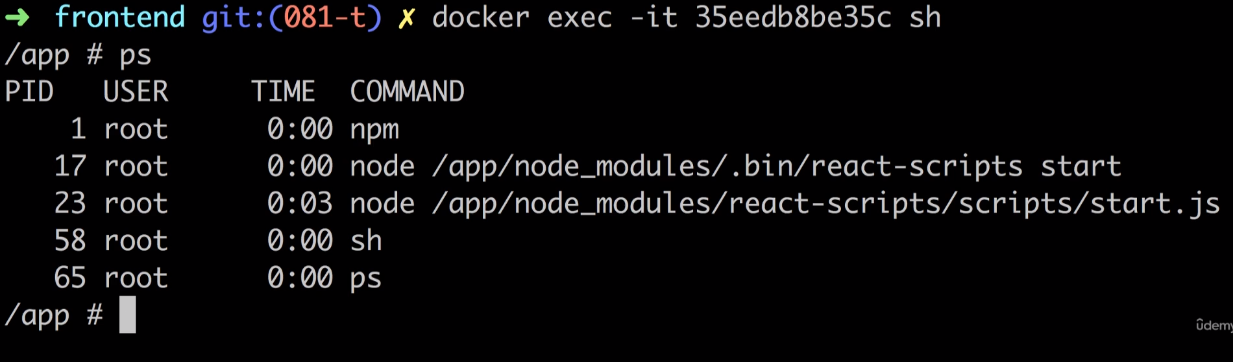 ➜ frontend git:(081-t) ✗ docker exec -it 35eedb8be35c sh
/app # ps
PID   USER     TIME  COMMAND
    1 root      0:00 npm
   17 root      0:00 node /app/node_modules/.bin/react-scripts start
   23 root      0:03 node /app/node_modules/react-scripts/scripts/start.js
   58 root      0:00 sh
   65 root      0:00 ps
/app #
udemy